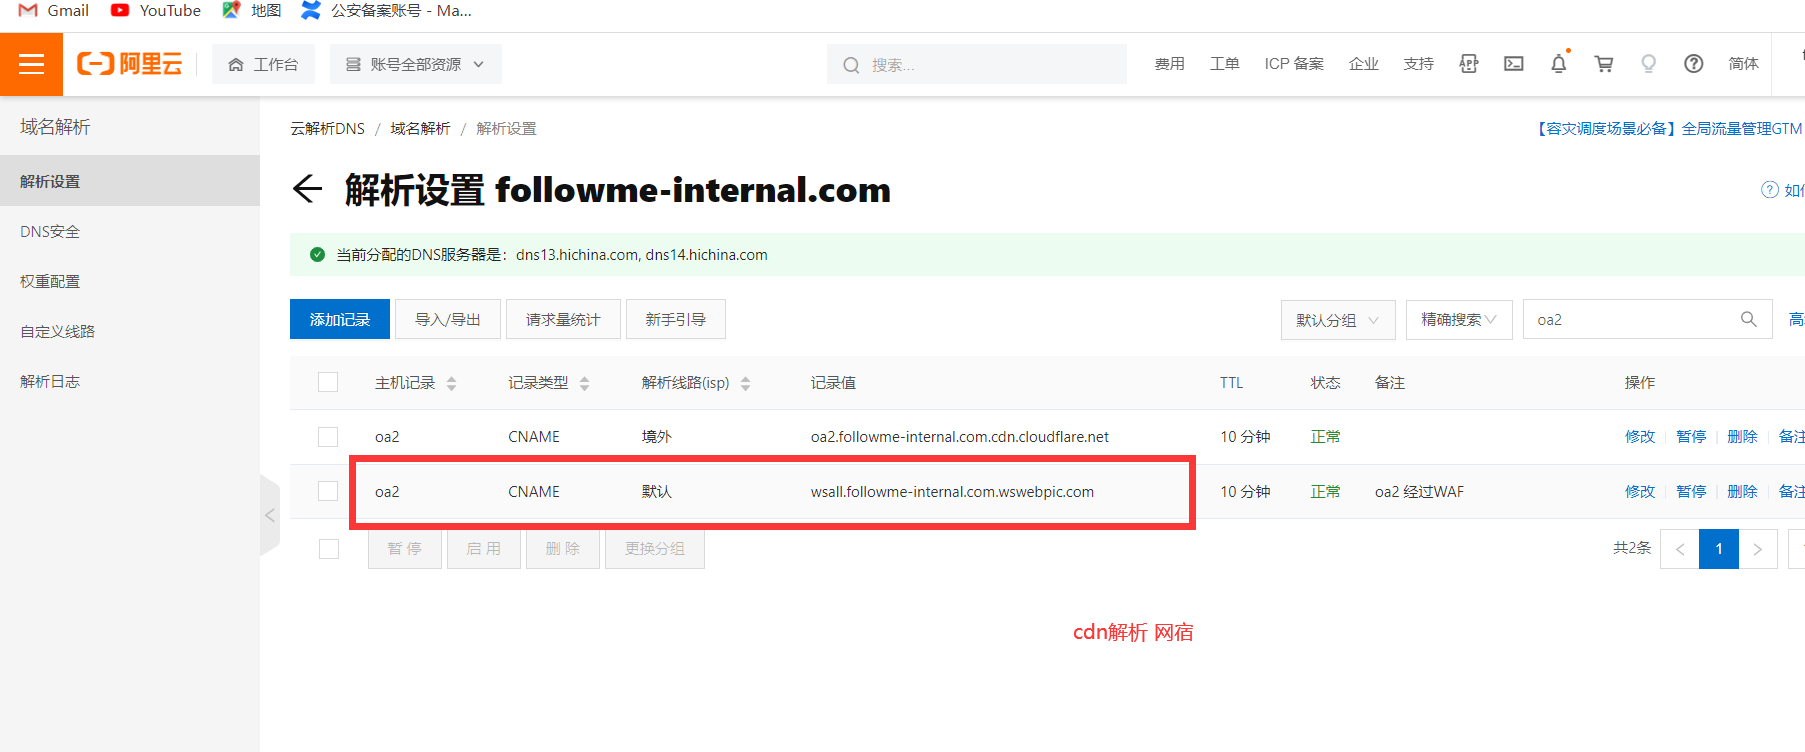 Gmail YouTube 地图 公安备案账号 - Ma...
阿里云 工作台 账号全部资源 搜索... 费用 工单 ICP 备案 企业 支持 简体
域名解析
解析设置
DNS安全
权重配置
自定义线路
解析日志
云解析DNS / 域名解析 / 解析设置
【容灾调度场景必备】全局流量管理GTM
解析设置 followme-internal.com
当前分配的DNS服务器是：dns13.hichina.com, dns14.hichina.com
添加记录 导入/导出 请求量统计 新手引导 默认分组 精确搜索 oa2
主机记录 记录类型 解析线路(isp) 记录值 TTL 状态 备注 操作
oa2 CNAME 境外 oa2.followme-internal.com.cdn.cloudflare.net 10 分钟 正常 修改 暂停 删除 备注
oa2 CNAME 默认 wsall.followme-internal.com.wswebpic.com 10 分钟 正常 oa2 经过WAF 修改 暂停 删除 备注
暂停 启用 删除 更换分组 共2条 < 1 >
cdn解析 网宿